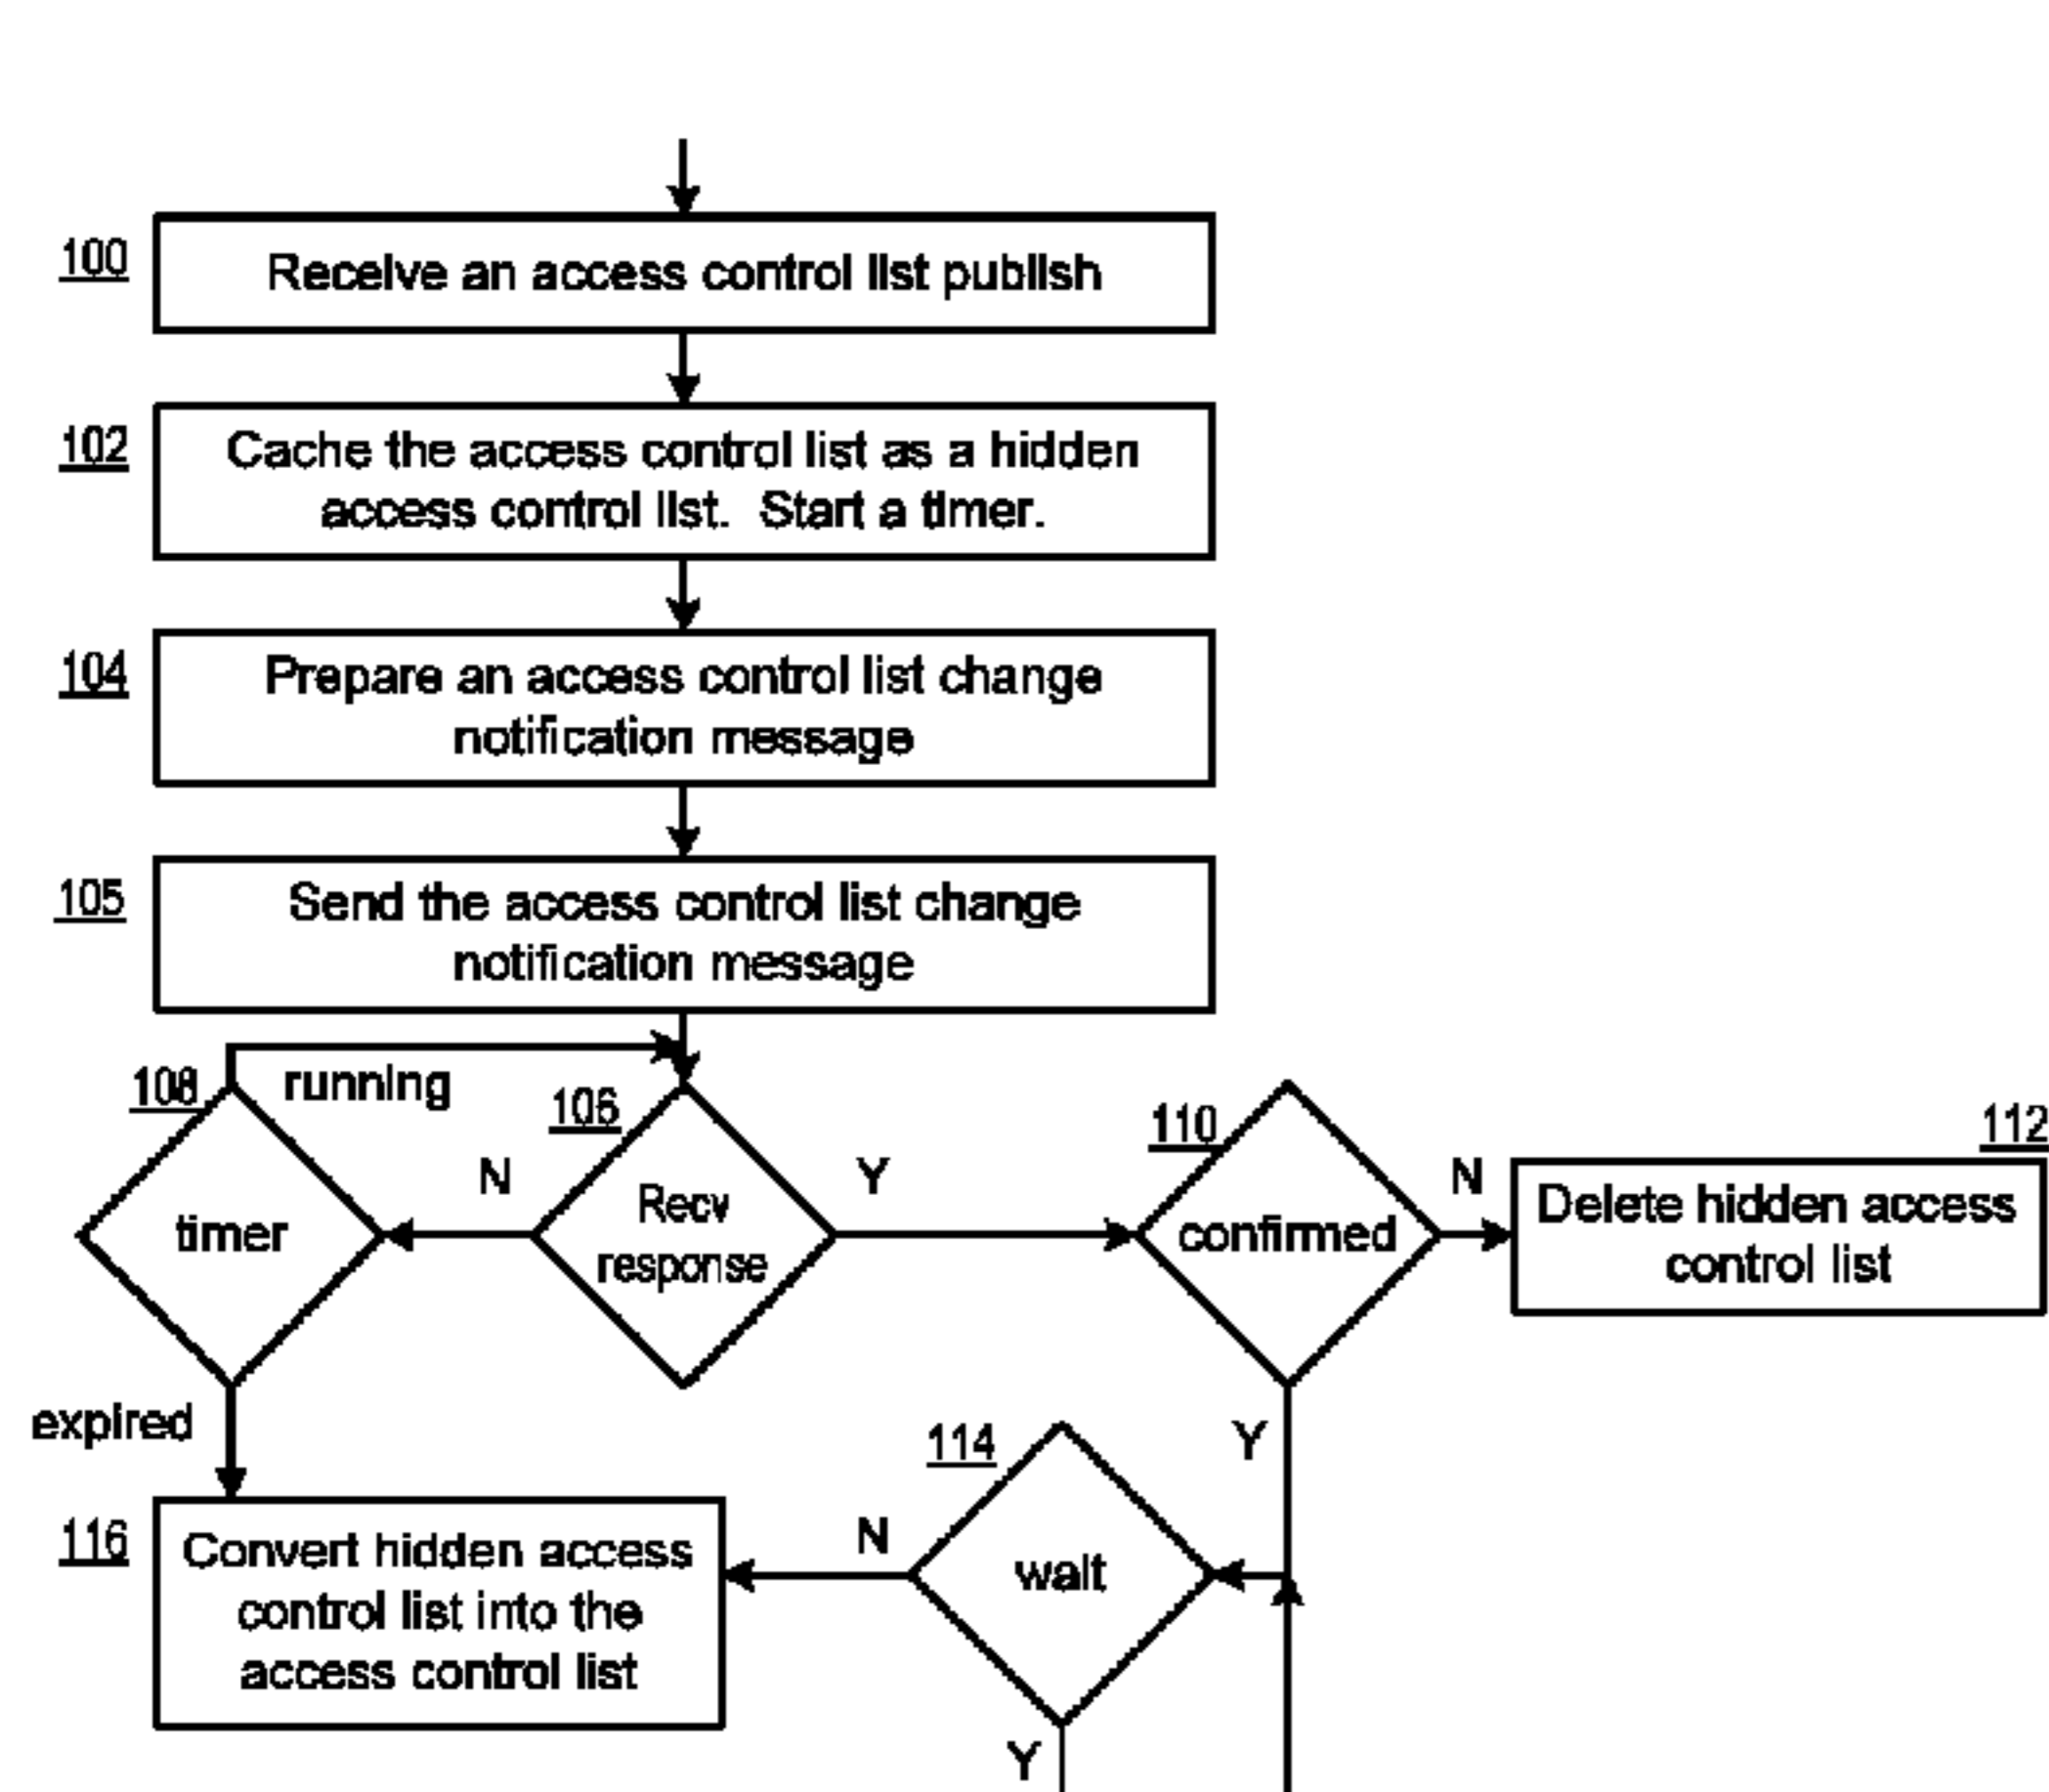 100
Receive an access control list publish
102
Cache the access control list as a hidden
access control list. Start a timer.
104
Prepare an access control list change
notification message
105
Send the access control list change
notification message
108
running
106
110
112
timer
N
Recv
response
Y
confirmed
N
Delete hidden access
control list
expired
114
Y
116
Convert hidden access
control list into the
access control list
N
wait
Y